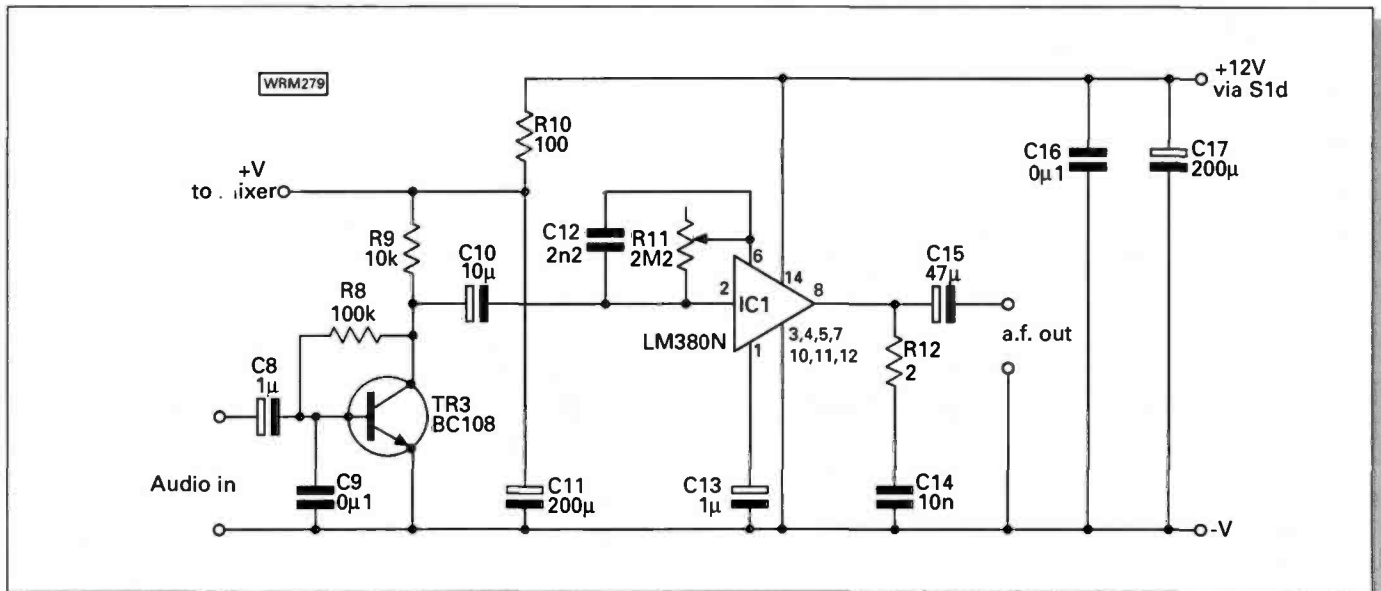 WRM279
+12V
via S1d
R10
100
C16
0µ1
C17
200µ
+V
to
R9
10k
C10
10µ
C12
2n2
R11
2M2
6
14
C15
47µ
2
IC1
8
R8
100k
LM380N
1
3,4,5,7
10,11,12
R12
2
a.f. out
C8
1µ
TR3
BC108
Audio in
C9
0µ1
C11
200µ
C13
1µ
C14
10n
-V